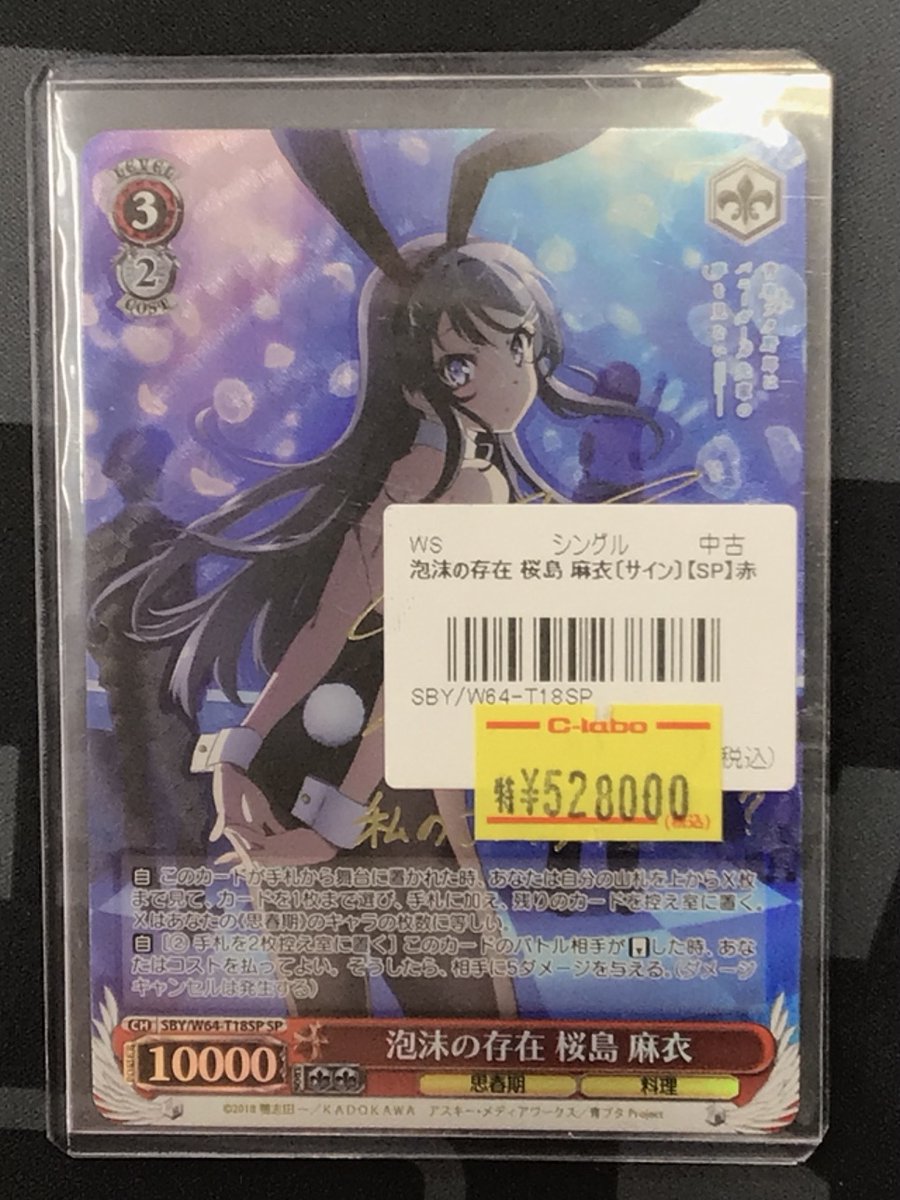 LEVEL
3
2
COST
WS シングル 中古
泡沫の存在 桜島 麻衣〔サイン〕【SP】赤
SBY/W64-T18SP
C-labo
税込)
特¥528000
(税込)
私の
?
自 このカードが手札から舞台に置かれた時、あなたは自分の山札を上からX枚
まで見て、カードを1枚まで選び、手札に加え、残りのカードを控え室に置く。
Xはあなたの《思春期》のキャラの枚数に等しい。
自 [② 手札を2枚控え室に置く] このカードのバトル相手が した時、あな
たはコストを払ってよい。そうしたら、相手に5ダメージを与える。(ダメージ
キャンセルは発生する)
CH SBY/W64-T18SP SP
10000
泡沫の存在 桜島 麻衣
思春期 料理
©2018 鴨志田 一/KADOKAWA アスキー・メディアワークス/青ブタ Project